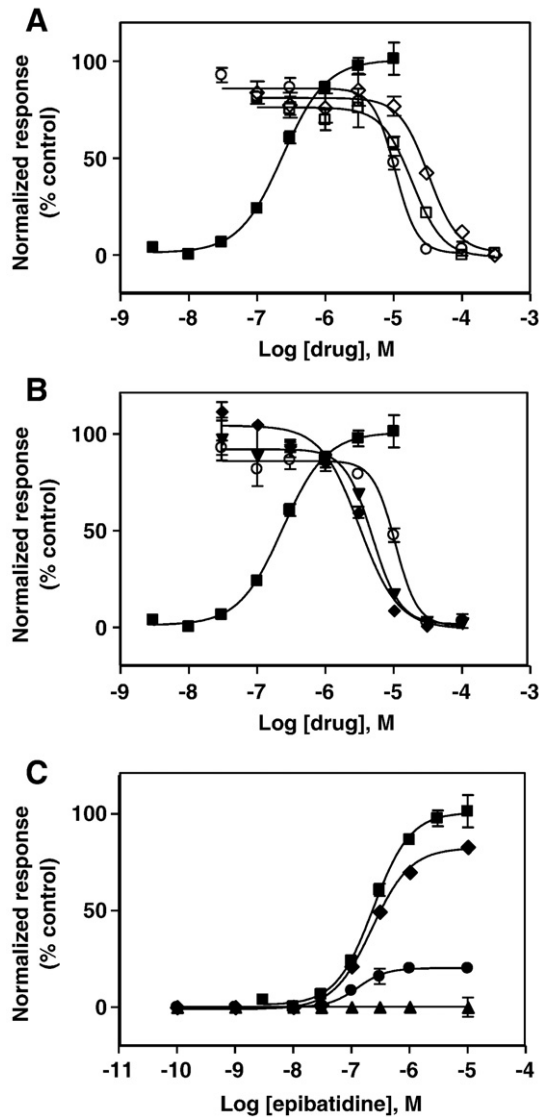 A
Normalized response
(% control)
100
50
0
-9 -8 -7 -6 -5 -4 -3
Log [drug], M
B
Normalized response
(% control)
100
50
0
-9 -8 -7 -6 -5 -4 -3
Log [drug], M
C
Normalized response
(% control)
100
50
0
-11 -10 -9 -8 -7 -6 -5 -4
Log [epibatidine], M